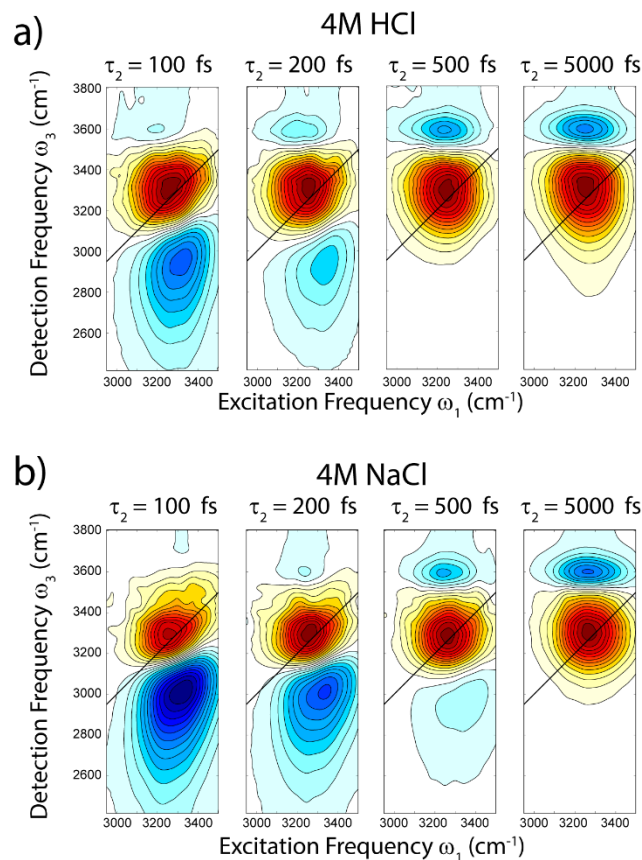 a)
4M HCl
τ2 = 100 fs τ2 = 200 fs τ2 = 500 fs τ2 = 5000 fs
Detection Frequency ω3 (cm-1)
3800
3600
3400
3200
3000
2800
2600
3000 3200 3400 3000 3200 3400 3000 3200 3400 3000 3200 3400
Excitation Frequency ω1 (cm-1)
b)
4M NaCl
τ2 = 100 fs τ2 = 200 fs τ2 = 500 fs τ2 = 5000 fs
Detection Frequency ω3 (cm-1)
3800
3600
3400
3200
3000
2800
2600
3000 3200 3400 3000 3200 3400 3000 3200 3400 3000 3200 3400
Excitation Frequency ω1 (cm-1)